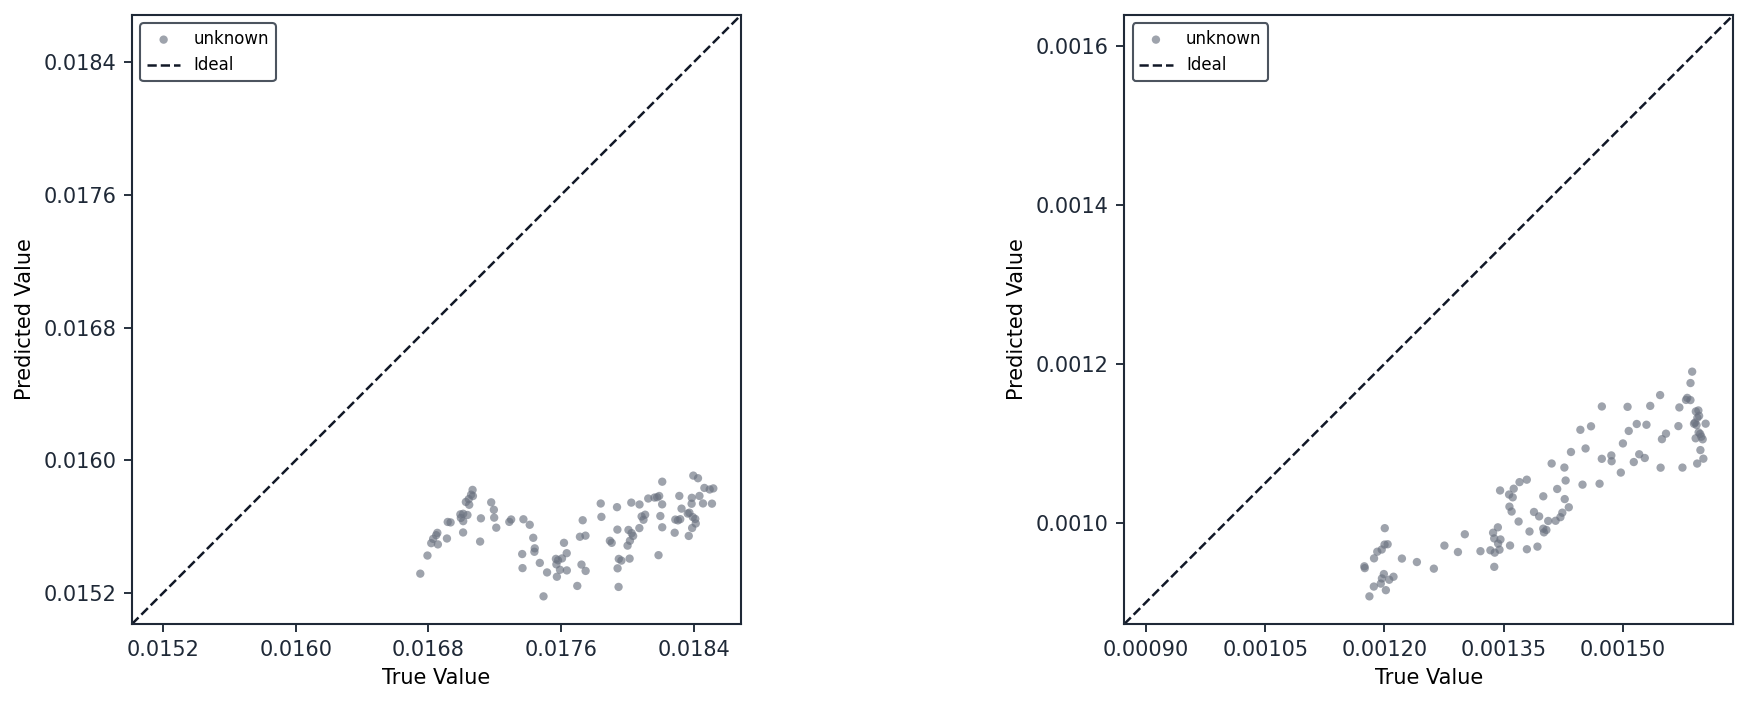 unknown
Ideal
0.0184
0.0176
0.0168
0.0160
0.0152
Predicted Value
0.0152 0.0160 0.0168 0.0176 0.0184
True Value
unknown
Ideal
0.0016
0.0014
0.0012
0.0010
Predicted Value
0.00090 0.00105 0.00120 0.00135 0.00150
True Value